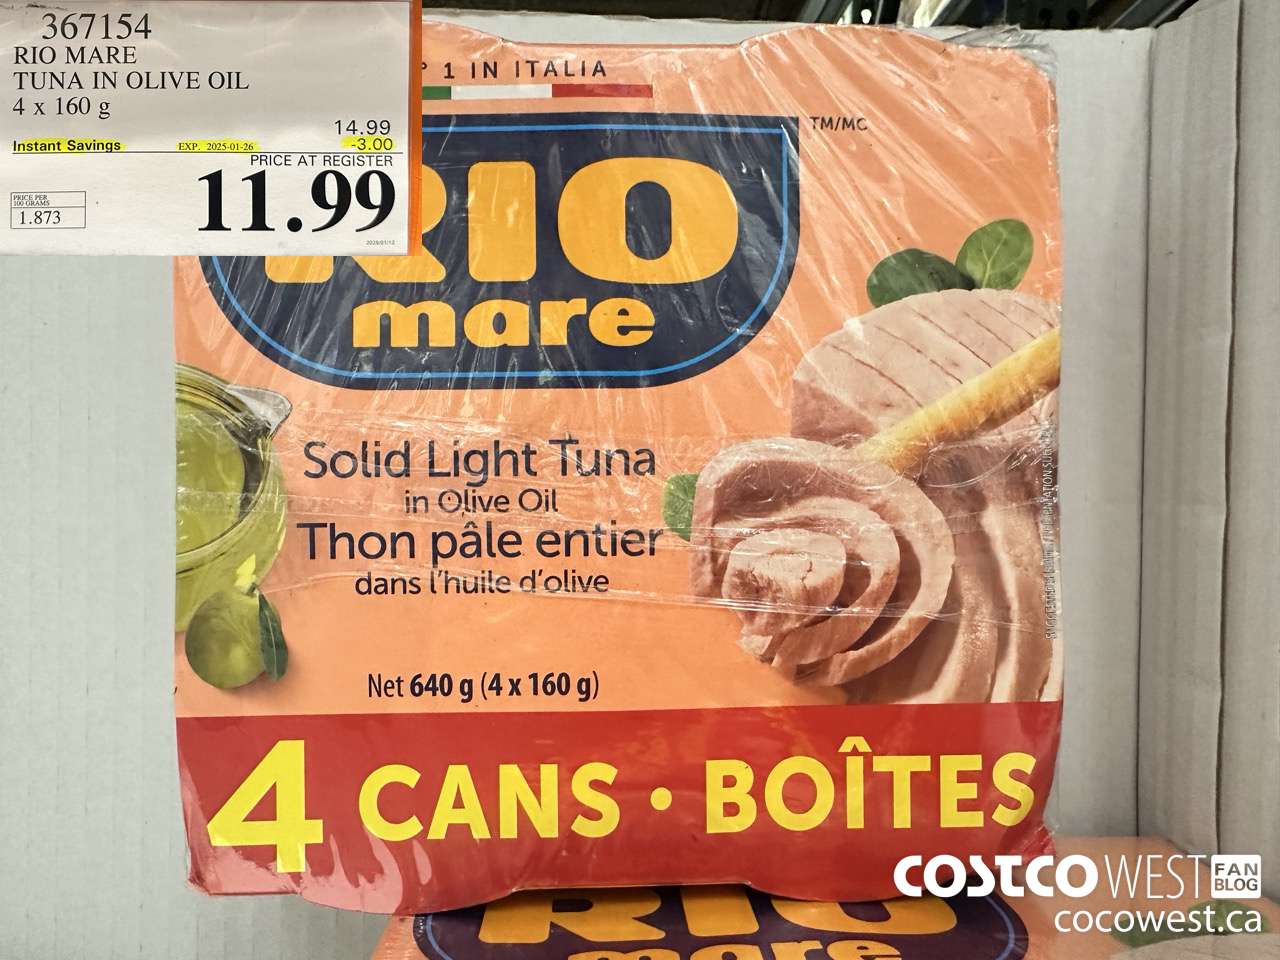 367154
RIO MARE
TUNA IN OLIVE OIL
4 x 160 g
14.99
Instant Savings EXP. 2025-01-26 -3.00
PRICE AT REGISTER
11.99
PRICE PER
100 GRAMS
1.873
1 IN ITALIA
TM/MC
RIO
mare
Solid Light Tuna
in Olive Oil
Thon pâle entier
dans l'huile d'olive
Net 640 g (4 x 160 g)
4 CANS • BOÎTES
RIO
mare
COSTCO WEST FAN BLOG
cocowest.ca